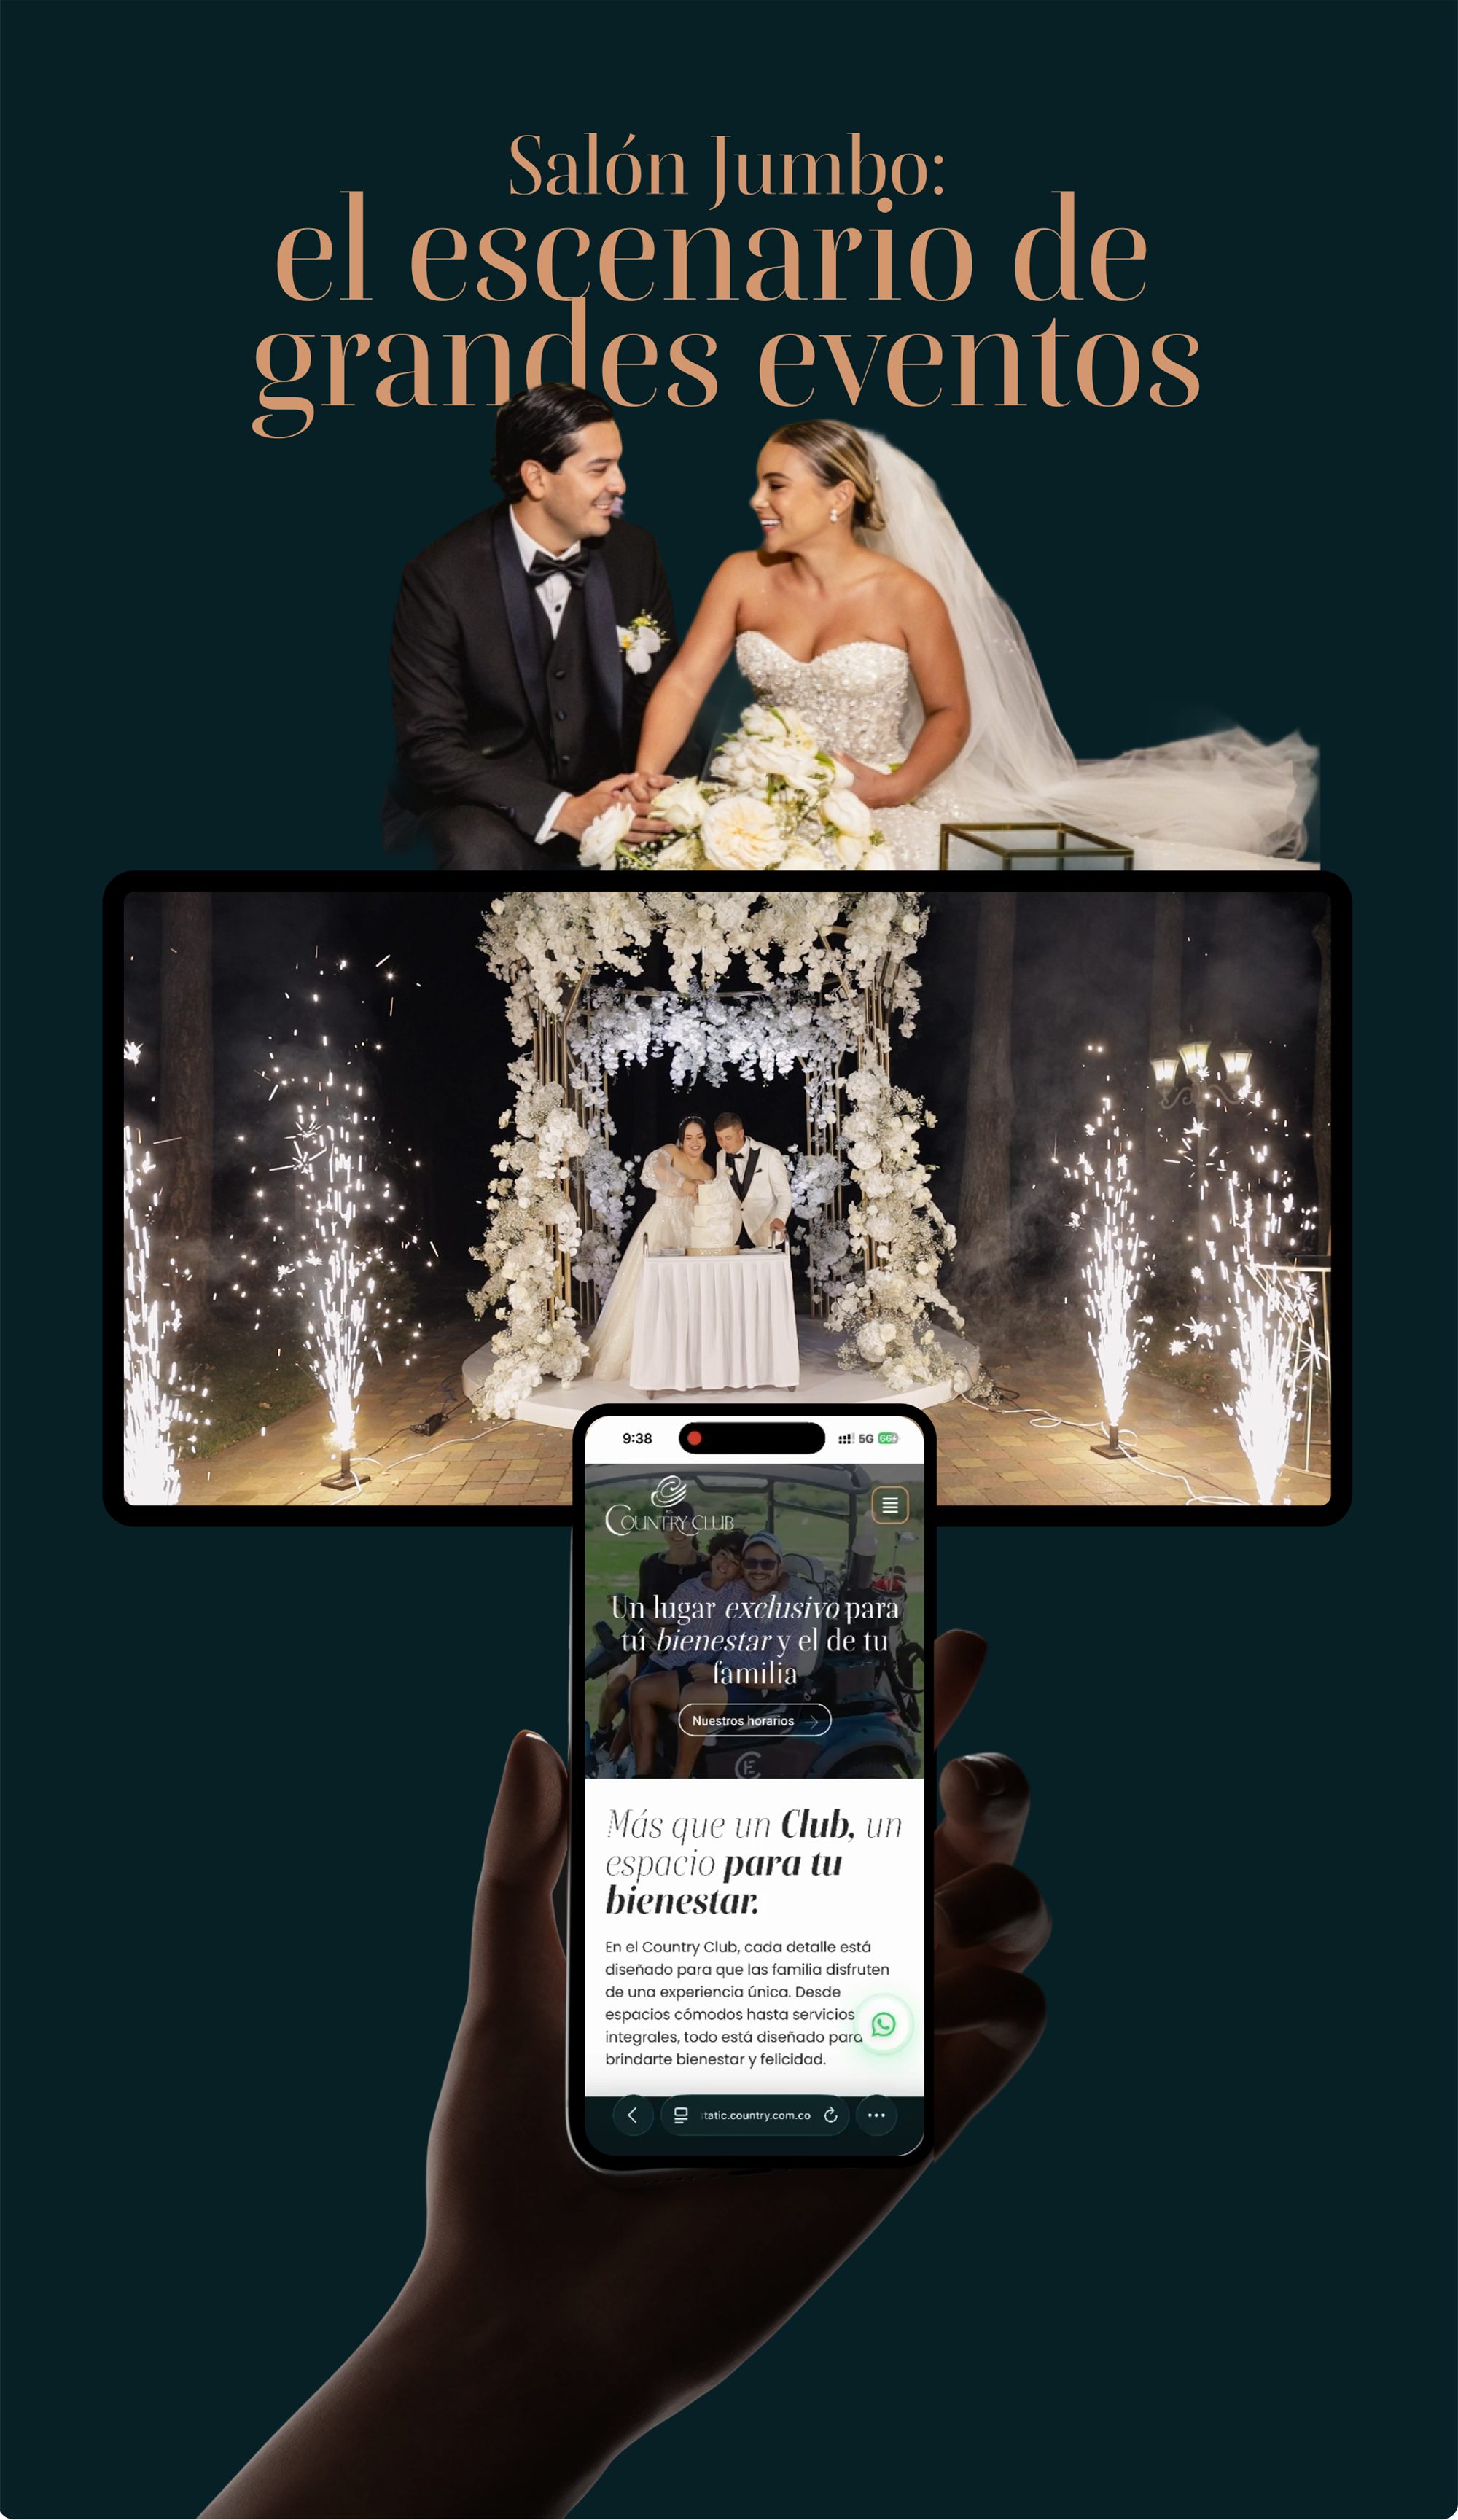 Salón Jumbo:
el escenario de
grandes eventos
9:38
5G 66
COUNTRY CLUB
Un lugar exclusivo para
tú bienestar y el de tu
familia
Nuestros horarios
Más que un Club, un
espacio para tu
bienestar.
En el Country Club, cada detalle está
diseñado para que las familia disfruten
de una experiencia única. Desde
espacios cómodos hasta servicios
integrales, todo está diseñado para
brindarte bienestar y felicidad.
tatic.country.com.co